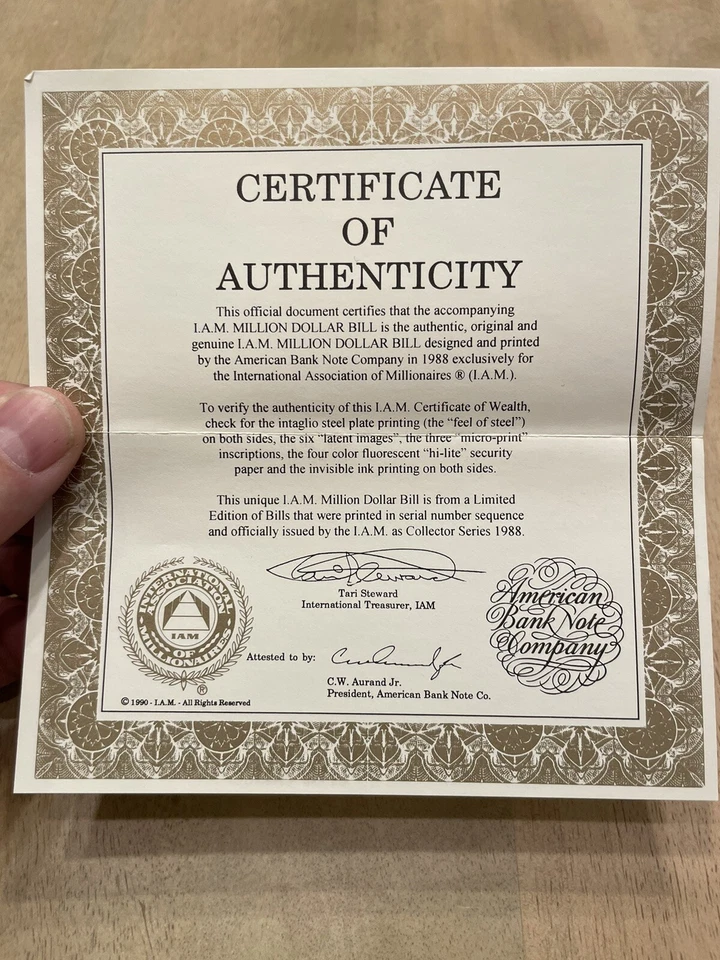 CERTIFICATE
OF
AUTHENTICITY
This official document certifies that the accompanying
I.A.M. MILLION DOLLAR BILL is the authentic, original and
genuine I.A.M. MILLION DOLLAR BILL designed and printed
by the American Bank Note Company in 1988 exclusively for
the International Association of Millionaires ® (I.A.M.).
To verify the authenticity of this I.A.M. Certificate of Wealth,
check for the intaglio steel plate printing (the "feel of steel")
on both sides, the six "latent images", the three "micro-print"
inscriptions, the four color fluorescent "hi-lite" security
paper and the invisible ink printing on both sides.
This unique I.A.M. Million Dollar Bill is from a Limited
Edition of Bills that were printed in serial number sequence
and officially issued by the I.A.M. as Collector Series 1988.
Tari Steward
Tari Steward
International Treasurer, IAM
INTERNATIONAL
ASSOCIATION
IAM
OF
MILLIONAIRES
®
American
Bank Note
Company
Attested to by:
C.W. Aurand Jr.
President, American Bank Note Co.
© 1990 - I.A.M. - All Rights Reserved